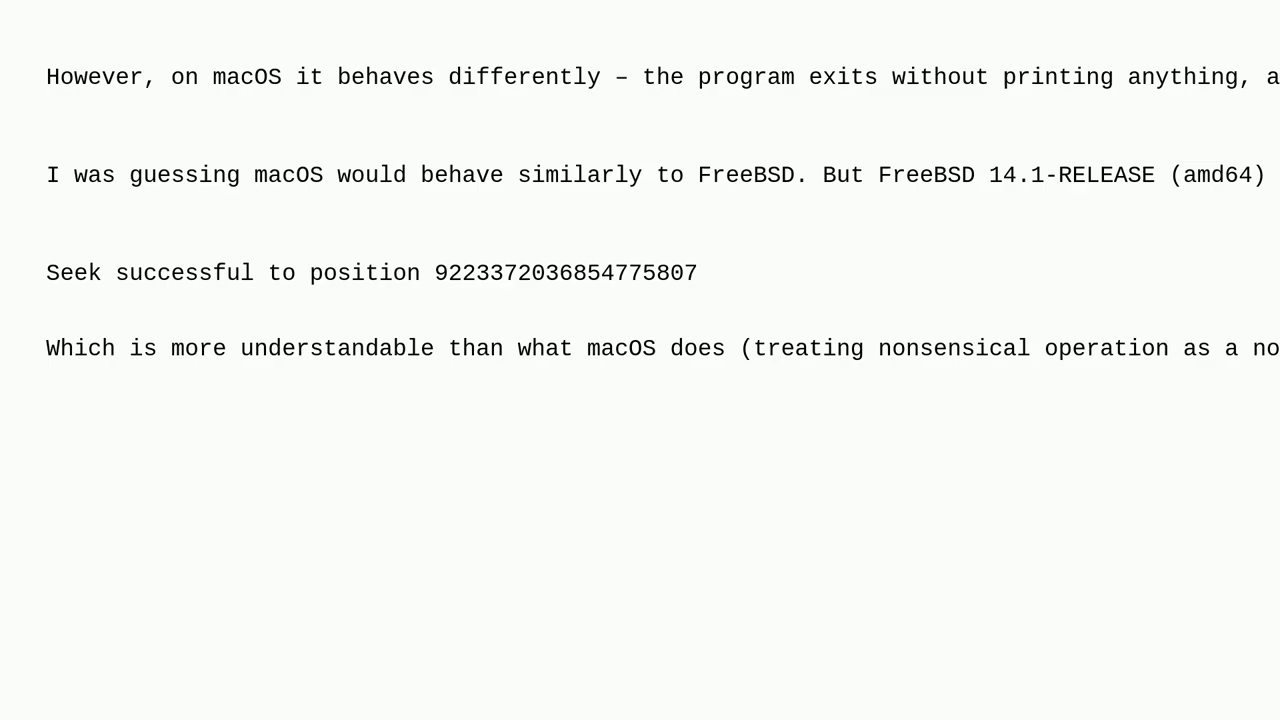 However, on macOS it behaves differently – the program exits without printing anything, a
I was guessing macOS would behave similarly to FreeBSD. But FreeBSD 14.1-RELEASE (amd64)
Seek successful to position 9223372036854775807
Which is more understandable than what macOS does (treating nonsensical operation as a no